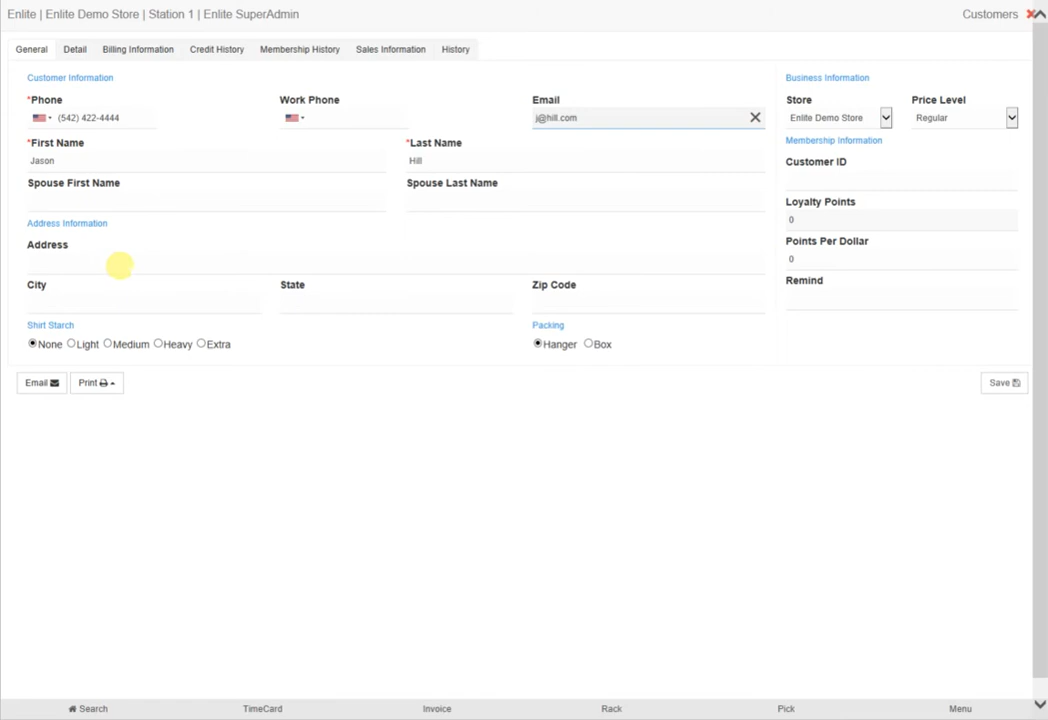 Enlite | Enlite Demo Store | Station 1 | Enlite SuperAdmin Customers
General Detail Billing Information Credit History Membership History Sales Information History
Customer Information Business Information
*Phone Work Phone Email Store Price Level
(542) 422-4444 j@hill.com Enlite Demo Store Regular
*First Name *Last Name Membership Information
Jason Hill Customer ID
Spouse First Name Spouse Last Name
Loyalty Points
0
Address Information
Address Points Per Dollar
0
City State Zip Code Remind
Shirt Starch Packing
None Light Medium Heavy Extra Hanger Box
Email Print Save
Search TimeCard Invoice Rack Pick Menu